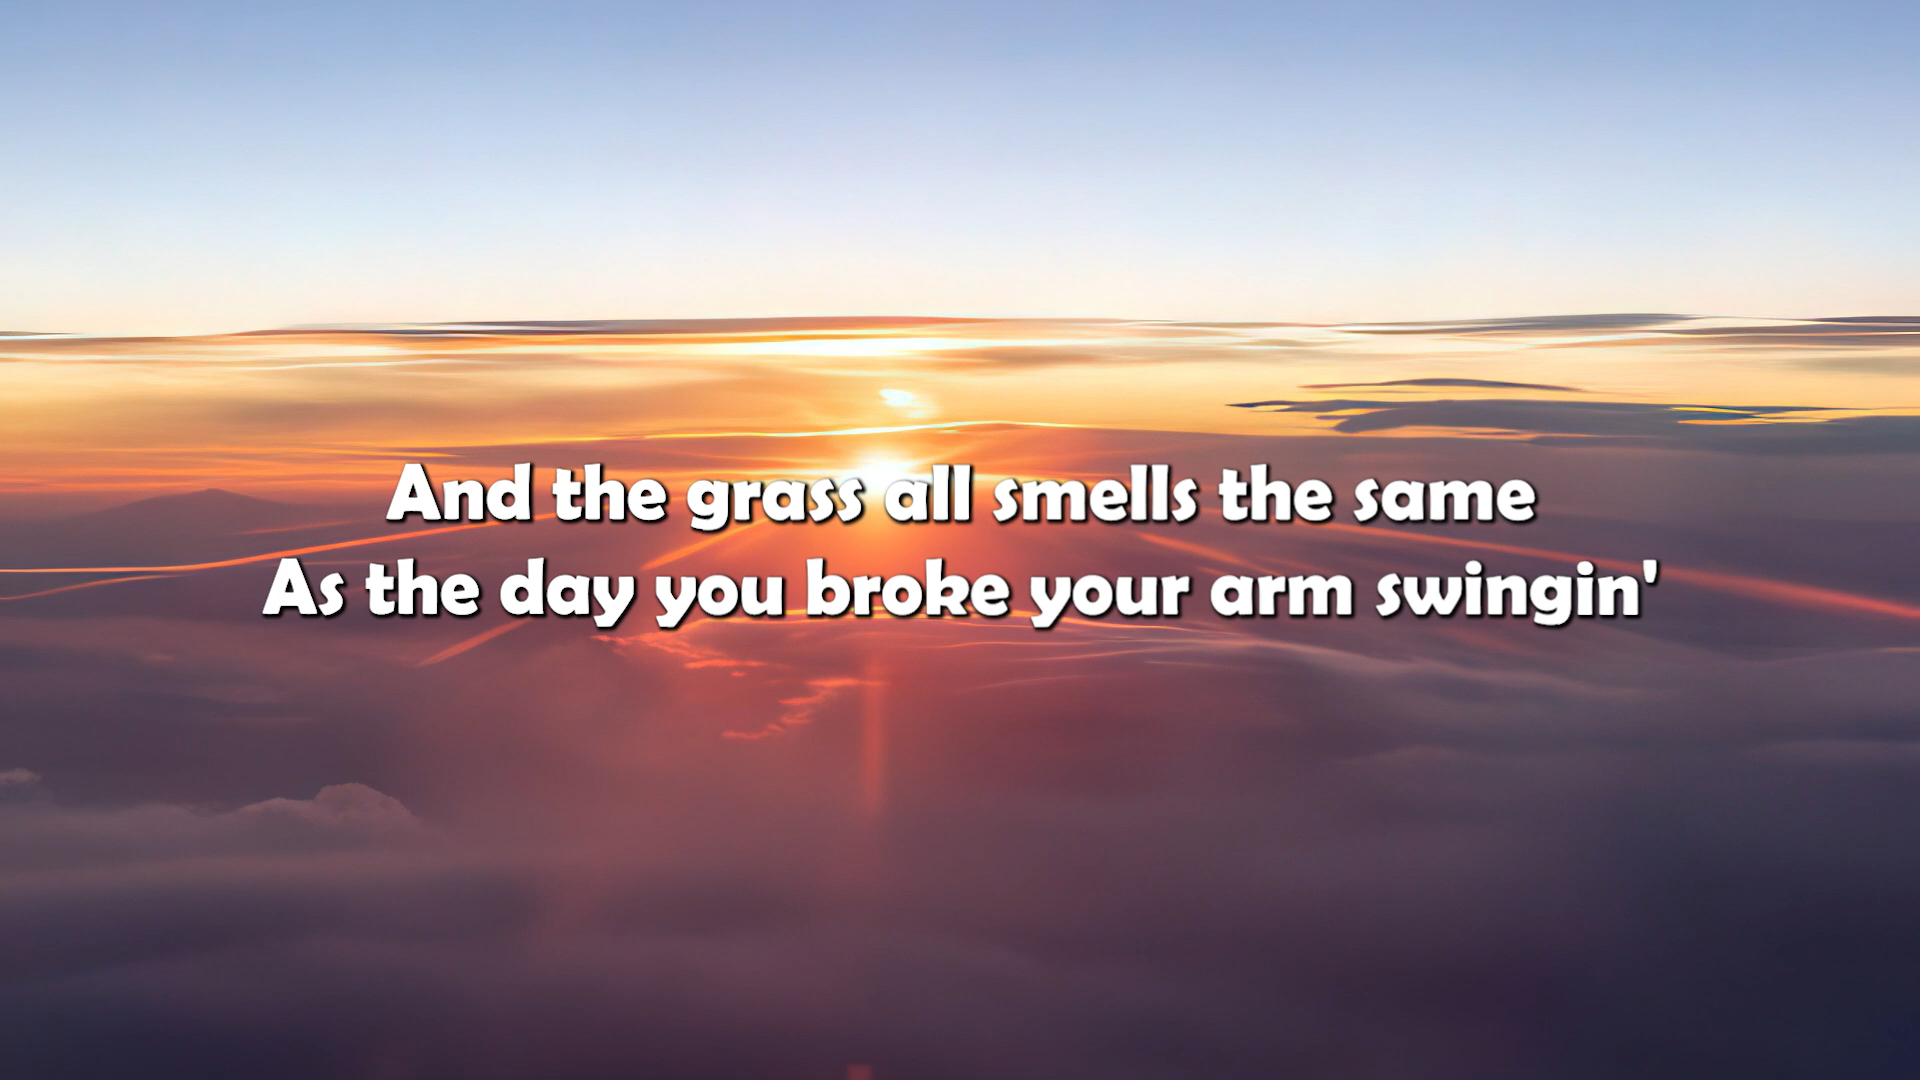 And the grass all smells the same
As the day you broke your arm swingin'